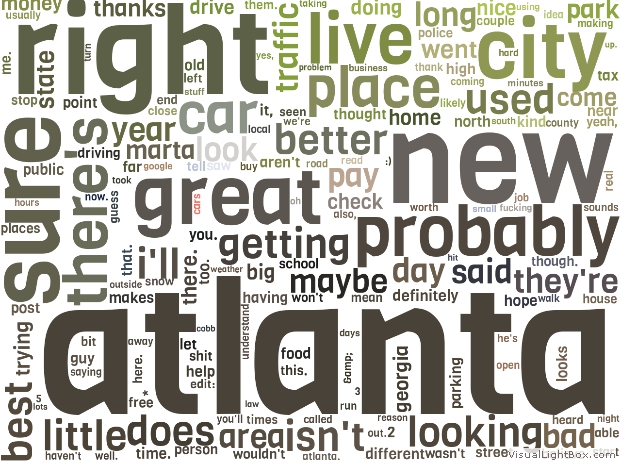 money
usually
thanks
drive
them.
taking
doing
long
nice
using
idea
park
making
couple
me.
right
turn
old
left
stuff
yes,
traffic
live
problem
business
police
went
thank
high
city
hard
up.
tax
state
stop
point
end
close
car
it,
seen
we're
local
place
likely
coming
minutes
used
come
near
yeah,
thought
home
north
south
kind
county
sure
there's
year
driving
marta
look
better
aren't
road
read
:)
new
real
public
far
google
tell
saw
buy
hours
now.
took
guess
great
cars
oh
pay
check
also,
worth
small
fucking
job
sounds
places
that.
i'll
you.
getting
probably
outside
snow
there.
too.
weather
big
school
maybe
day
hit
said
though.
they're
post
makes
having
won't
mean
definitely
hope
walk
house
trying
atlanta
cobb
understand
bit
guy
saying
away
here.
*
free
let
shit
help
edit:
law
food
this.
days
&amp;
3
run
georgia
parking
he's
open
looks
best
5
lots
little
does
area
isn't
you'll
times
called
reason
out.
2
looking
heard
night
bad
able
haven't
well.
time.
person
wouldn't
atlanta.
different
wasn't
VisualLightBox.com